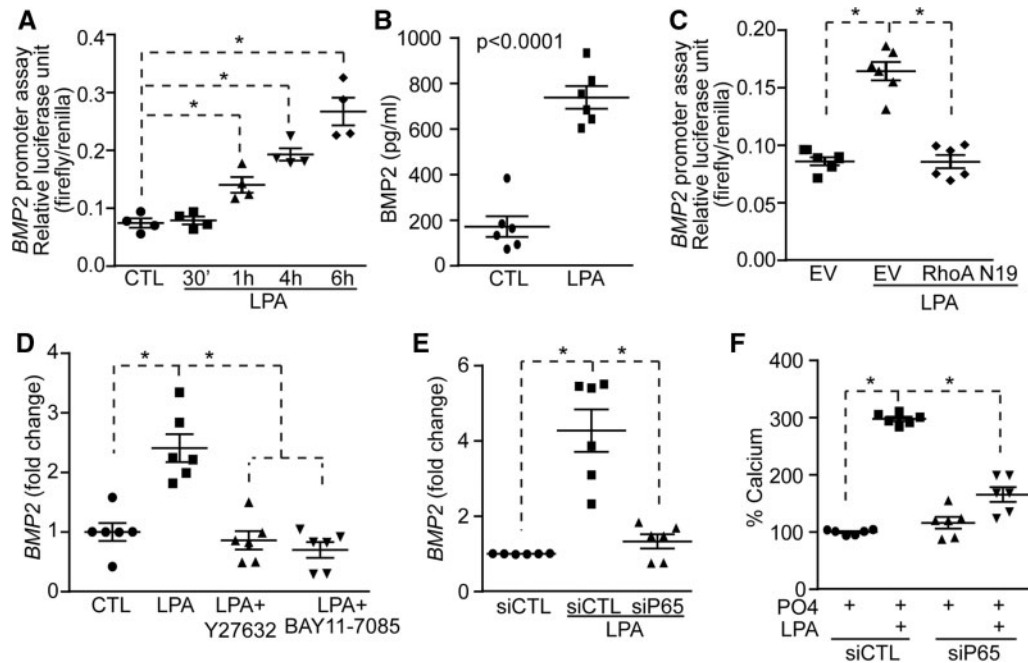 A
BMP2 promoter assay
Relative luciferase unit
(firefly/renilla)
0.4
0.3
0.2
0.1
0.0
*
*
*
CTL 30' 1h 4h 6h
LPA
B
BMP2 (pg/ml)
1000
800
600
400
200
0
p<0.0001
CTL LPA
C
BMP2 promoter assay
Relative luciferase unit
(firefly/renilla)
0.20
0.15
0.10
0.05
0.00
* *
EV EV RhoA N19
LPA
D
BMP2 (fold change)
4
2
1
0
* *
CTL LPA LPA+ LPA+
Y27632 BAY11-7085
E
BMP2 (fold change)
6
4
2
0
* *
siCTL siCTL siP65
LPA
F
% Calcium
400
300
200
100
0
* *
PO4 + + + +
LPA + +
siCTL siP65